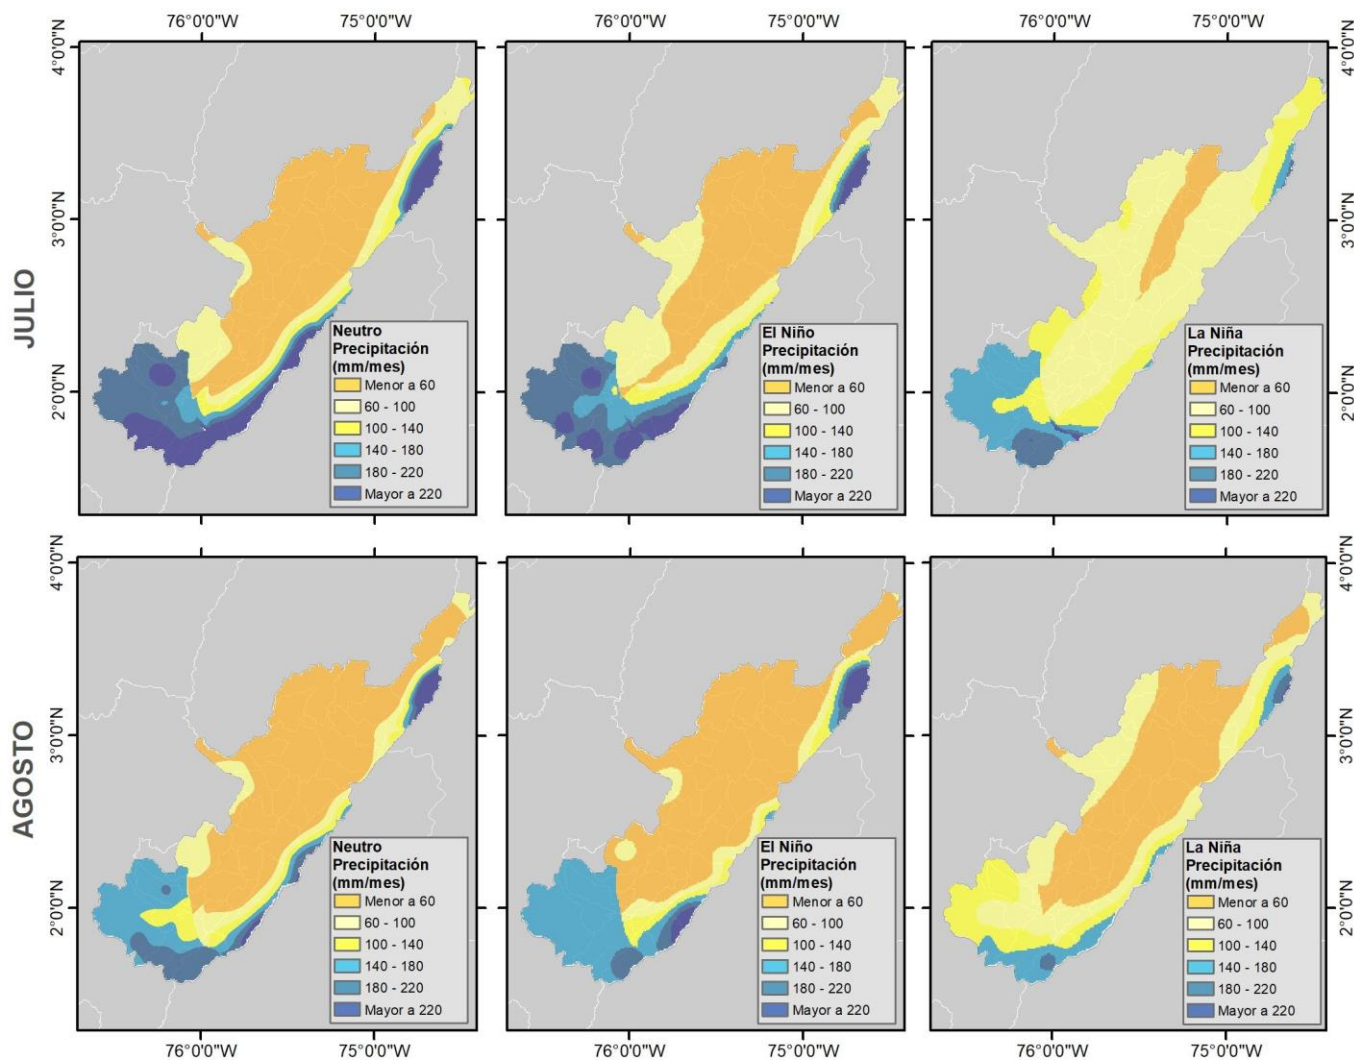 76°0'0"W 75°0'0"W 76°0'0"W 75°0'0"W 76°0'0"W 75°0'0"W
4°0'0"N
3°0'0"N
2°0'0"N
JULIO
Neutro
Precipitación
(mm/mes)
Menor a 60
60 - 100
100 - 140
140 - 180
180 - 220
Mayor a 220
El Niño
Precipitación
(mm/mes)
Menor a 60
60 - 100
100 - 140
140 - 180
180 - 220
Mayor a 220
La Niña
Precipitación
(mm/mes)
Menor a 60
60 - 100
100 - 140
140 - 180
180 - 220
Mayor a 220
4°0'0"N
3°0'0"N
2°0'0"N
4°0'0"N
3°0'0"N
2°0'0"N
AGOSTO
Neutro
Precipitación
(mm/mes)
Menor a 60
60 - 100
100 - 140
140 - 180
180 - 220
Mayor a 220
El Niño
Precipitación
(mm/mes)
Menor a 60
60 - 100
100 - 140
140 - 180
180 - 220
Mayor a 220
La Niña
Precipitación
(mm/mes)
Menor a 60
60 - 100
100 - 140
140 - 180
180 - 220
Mayor a 220
4°0'0"N
3°0'0"N
2°0'0"N
76°0'0"W 75°0'0"W 76°0'0"W 75°0'0"W 76°0'0"W 75°0'0"W